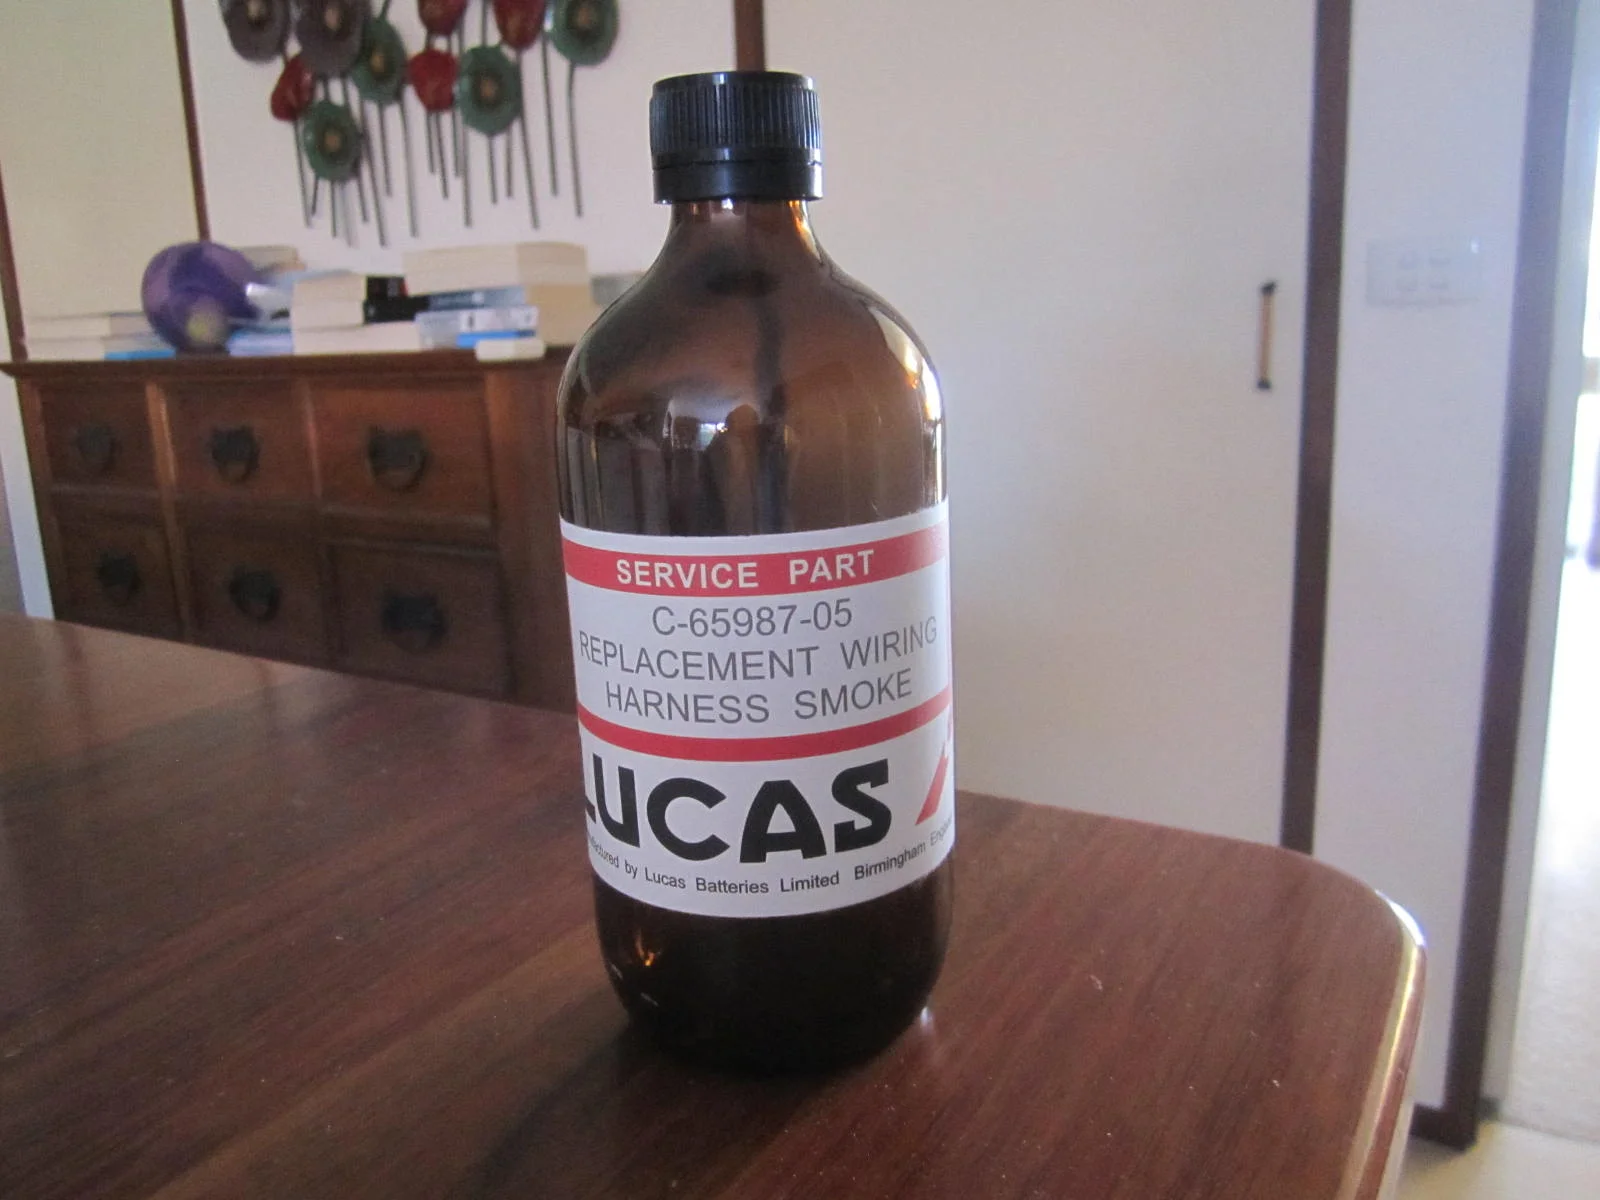 SERVICE PART
C-65987-05
REPLACEMENT WIRING
HARNESS SMOKE
LUCAS
by Lucas Batteries Limited Birmingham